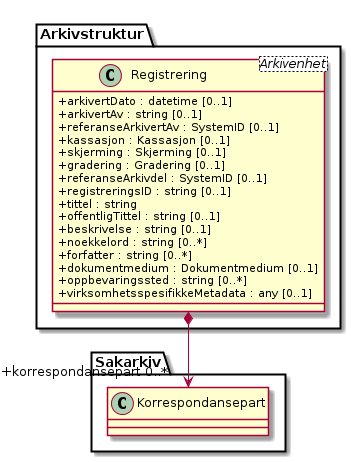 Arkivstruktur
Arkivenhet
C Registrering
+arkivertDato : datetime [0..1]
+arkivertAv : string [0..1]
+referanseArkivertAv : SystemID [0..1]
+kassasjon : Kassasjon [0..1]
+skjerming : Skjerming [0..1]
+gradering : Gradering [0..1]
+referanseArkivdel : SystemID [0..1]
+registreringsID : string [0..1]
+tittel : string
+offentligTittel : string [0..1]
+beskrivelse : string [0..1]
+noekkelord : string [0..*]
+forfatter : string [0..*]
+dokumentmedium : Dokumentmedium [0..1]
+oppbevaringssted : string [0..*]
+virksomhetsspesifikkeMetadata : any [0..1]
Sakarkiv
+korrespondansepart 0..*
C Korrespondansepart